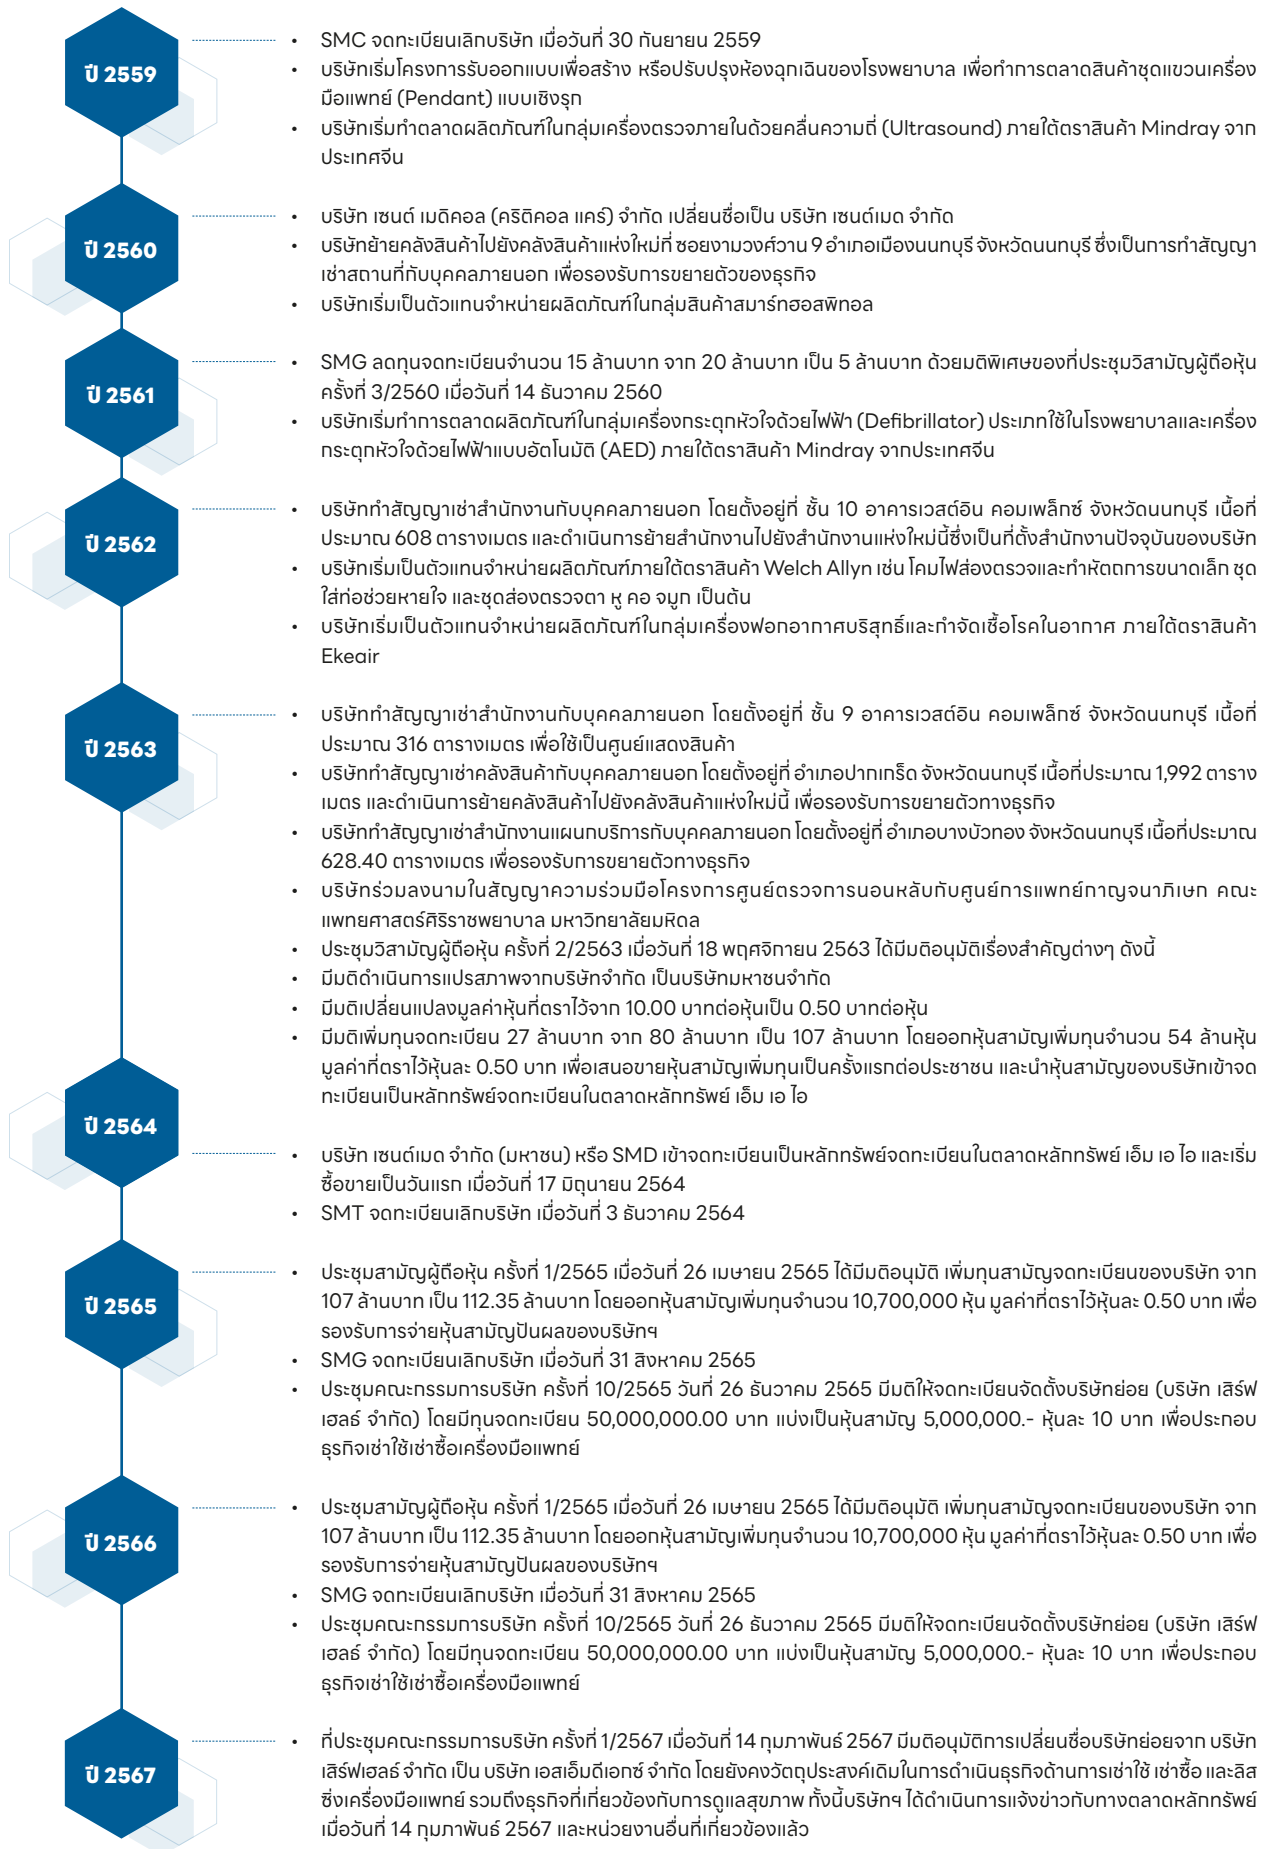 ปี 2559
• SMC จดทะเบียนเลิกบริษัท เมื่อวันที่ 30 กันยายน 2559
• บริษัทเริ่มโครงการรับออกแบบเพื่อสร้าง หรือปรับปรุงห้องฉุกเฉินของโรงพยาบาล เพื่อทำการตลาดสินค้าชุดแขวนเครื่อง
มือแพทย์ (Pendant) แบบเชิงรุก
• บริษัทเริ่มทำตลาดผลิตภัณฑ์ในกลุ่มเครื่องตรวจภายในด้วยคลื่นความถี่ (Ultrasound) ภายใต้ตราสินค้า Mindray จาก
ประเทศจีน
ปี 2560
• บริษัท เซนต์ เมดิคอล (คริติคอล แคร์) จำกัด เปลี่ยนชื่อเป็น บริษัท เซนต์เมด จำกัด
• บริษัทย้ายคลังสินค้าไปยังคลังสินค้าแห่งใหม่ที่ ซอยงามวงศ์วาน 9 อำเภอเมืองนนทบุรี จังหวัดนนทบุรี ซึ่งเป็นการทำสัญญา
เช่าสถานที่กับบุคคลภายนอก เพื่อรองรับการขยายตัวของธุรกิจ
• บริษัทเริ่มเป็นตัวแทนจำหน่ายผลิตภัณฑ์ในกลุ่มสินค้าสมาร์ทฮอสพิทอล
ปี 2561
• SMG ลดทุนจดทะเบียนจำนวน 15 ล้านบาท จาก 20 ล้านบาท เป็น 5 ล้านบาท ด้วยมติพิเศษของที่ประชุมวิสามัญผู้ถือหุ้น
ครั้งที่ 3/2560 เมื่อวันที่ 14 ธันวาคม 2560
• บริษัทเริ่มทำการตลาดผลิตภัณฑ์ในกลุ่มเครื่องกระตุกหัวใจด้วยไฟฟ้า (Defibrillator) ประเภทใช้ในโรงพยาบาลและเครื่อง
กระตุกหัวใจด้วยไฟฟ้าแบบอัตโนมัติ (AED) ภายใต้ตราสินค้า Mindray จากประเทศจีน
ปี 2562
• บริษัททำสัญญาเช่าสำนักงานกับบุคคลภายนอก โดยตั้งอยู่ที่ ชั้น 10 อาคารเวสต์อิน คอมเพล็กซ์ จังหวัดนนทบุรี เนื้อที่
ประมาณ 608 ตารางเมตร และดำเนินการย้ายสำนักงานไปยังสำนักงานแห่งใหม่นี้ซึ่งเป็นที่ตั้งสำนักงานปัจจุบันของบริษัท
• บริษัทเริ่มเป็นตัวแทนจำหน่ายผลิตภัณฑ์ภายใต้ตราสินค้า Welch Allyn เช่น โคมไฟส่องตรวจและทำหัตถการขนาดเล็ก ชุด
ใส่ท่อช่วยหายใจ และชุดส่องตรวจตา หู คอ จมูก เป็นต้น
• บริษัทเริ่มเป็นตัวแทนจำหน่ายผลิตภัณฑ์ในกลุ่มเครื่องฟอกอากาศบริสุทธิ์และกำจัดเชื้อโรคในอากาศ ภายใต้ตราสินค้า
Ekeair
ปี 2563
• บริษัททำสัญญาเช่าสำนักงานกับบุคคลภายนอก โดยตั้งอยู่ที่ ชั้น 9 อาคารเวสต์อิน คอมเพล็กซ์ จังหวัดนนทบุรี เนื้อที่
ประมาณ 316 ตารางเมตร เพื่อใช้เป็นศูนย์แสดงสินค้า
• บริษัททำสัญญาเช่าคลังสินค้ากับบุคคลภายนอก โดยตั้งอยู่ที่ อำเภอปากเกร็ด จังหวัดนนทบุรี เนื้อที่ประมาณ 1,992 ตาราง
เมตร และดำเนินการย้ายคลังสินค้าไปยังคลังสินค้าแห่งใหม่นี้ เพื่อรองรับการขยายตัวทางธุรกิจ
• บริษัททำสัญญาเช่าสำนักงานแผนกบริการกับบุคคลภายนอก โดยตั้งอยู่ที่ อำเภอบางบัวทอง จังหวัดนนทบุรี เนื้อที่ประมาณ
628.40 ตารางเมตร เพื่อรองรับการขยายตัวทางธุรกิจ
• บริษัทร่วมลงนามในสัญญาความร่วมมือโครงการศูนย์ตรวจการนอนหลับกับศูนย์การแพทย์กาญจนาภิเษก คณะ
แพทยศาสตร์ศิริราชพยาบาล มหาวิทยาลัยมหิดล
• ประชุมวิสามัญผู้ถือหุ้น ครั้งที่ 2/2563 เมื่อวันที่ 18 พฤศจิกายน 2563 ได้มีมติอนุมัติเรื่องสำคัญต่างๆ ดังนี้
• มีมติดำเนินการแปรสภาพจากบริษัทจำกัด เป็นบริษัทมหาชนจำกัด
• มีมติเปลี่ยนแปลงมูลค่าหุ้นที่ตราไว้จาก 10.00 บาทต่อหุ้นเป็น 0.50 บาทต่อหุ้น
• มีมติเพิ่มทุนจดทะเบียน 27 ล้านบาท จาก 80 ล้านบาท เป็น 107 ล้านบาท โดยออกหุ้นสามัญเพิ่มทุนจำนวน 54 ล้านหุ้น
มูลค่าที่ตราไว้หุ้นละ 0.50 บาท เพื่อเสนอขายหุ้นสามัญเพิ่มทุนเป็นครั้งแรกต่อประชาชน และนำหุ้นสามัญของบริษัทเข้าจด
ทะเบียนเป็นหลักทรัพย์จดทะเบียนในตลาดหลักทรัพย์ เอ็ม เอ ไอ
ปี 2564
• บริษัท เซนต์เมด จำกัด (มหาชน) หรือ SMD เข้าจดทะเบียนเป็นหลักทรัพย์จดทะเบียนในตลาดหลักทรัพย์ เอ็ม เอ ไอ และเริ่ม
ซื้อขายเป็นวันแรก เมื่อวันที่ 17 มิถุนายน 2564
• SMT จดทะเบียนเลิกบริษัท เมื่อวันที่ 3 ธันวาคม 2564
ปี 2565
• ประชุมสามัญผู้ถือหุ้น ครั้งที่ 1/2565 เมื่อวันที่ 26 เมษายน 2565 ได้มีมติอนุมัติ เพิ่มทุนสามัญจดทะเบียนของบริษัท จาก
107 ล้านบาท เป็น 112.35 ล้านบาท โดยออกหุ้นสามัญเพิ่มทุนจำนวน 10,700,000 หุ้น มูลค่าที่ตราไว้หุ้นละ 0.50 บาท เพื่อ
รองรับการจ่ายหุ้นสามัญปันผลของบริษัทฯ
• SMG จดทะเบียนเลิกบริษัท เมื่อวันที่ 31 สิงหาคม 2565
• ประชุมคณะกรรมการบริษัท ครั้งที่ 10/2565 วันที่ 26 ธันวาคม 2565 มีมติให้จดทะเบียนจัดตั้งบริษัทย่อย (บริษัท เสิร์ฟ
เฮลธ์ จำกัด) โดยมีทุนจดทะเบียน 50,000,000.00 บาท แบ่งเป็นหุ้นสามัญ 5,000,000.- หุ้นละ 10 บาท เพื่อประกอบ
ธุรกิจเช่าใช้เช่าซื้อเครื่องมือแพทย์
ปี 2566
• ประชุมสามัญผู้ถือหุ้น ครั้งที่ 1/2565 เมื่อวันที่ 26 เมษายน 2565 ได้มีมติอนุมัติ เพิ่มทุนสามัญจดทะเบียนของบริษัท จาก
107 ล้านบาท เป็น 112.35 ล้านบาท โดยออกหุ้นสามัญเพิ่มทุนจำนวน 10,700,000 หุ้น มูลค่าที่ตราไว้หุ้นละ 0.50 บาท เพื่อ
รองรับการจ่ายหุ้นสามัญปันผลของบริษัทฯ
• SMG จดทะเบียนเลิกบริษัท เมื่อวันที่ 31 สิงหาคม 2565
• ประชุมคณะกรรมการบริษัท ครั้งที่ 10/2565 วันที่ 26 ธันวาคม 2565 มีมติให้จดทะเบียนจัดตั้งบริษัทย่อย (บริษัท เสิร์ฟ
เฮลธ์ จำกัด) โดยมีทุนจดทะเบียน 50,000,000.00 บาท แบ่งเป็นหุ้นสามัญ 5,000,000.- หุ้นละ 10 บาท เพื่อประกอบ
ธุรกิจเช่าใช้เช่าซื้อเครื่องมือแพทย์
ปี 2567
• ที่ประชุมคณะกรรมการบริษัท ครั้งที่ 1/2567 เมื่อวันที่ 14 กุมภาพันธ์ 2567 มีมติอนุมัติการเปลี่ยนชื่อบริษัทย่อยจาก บริษัท
เสิร์ฟเฮลธ์ จำกัด เป็น บริษัท เอสเอ็มดีเอกซ์ จำกัด โดยยังคงวัตถุประสงค์เดิมในการดำเนินธุรกิจด้านการเช่าใช้ เช่าซื้อ และลิส
ซิ่งเครื่องมือแพทย์ รวมถึงธุรกิจที่เกี่ยวข้องกับการดูแลสุขภาพ ทั้งนี้บริษัทฯ ได้ดำเนินการแจ้งข่าวกับทางตลาดหลักทรัพย์
เมื่อวันที่ 14 กุมภาพันธ์ 2567 และหน่วยงานอื่นที่เกี่ยวข้องแล้ว